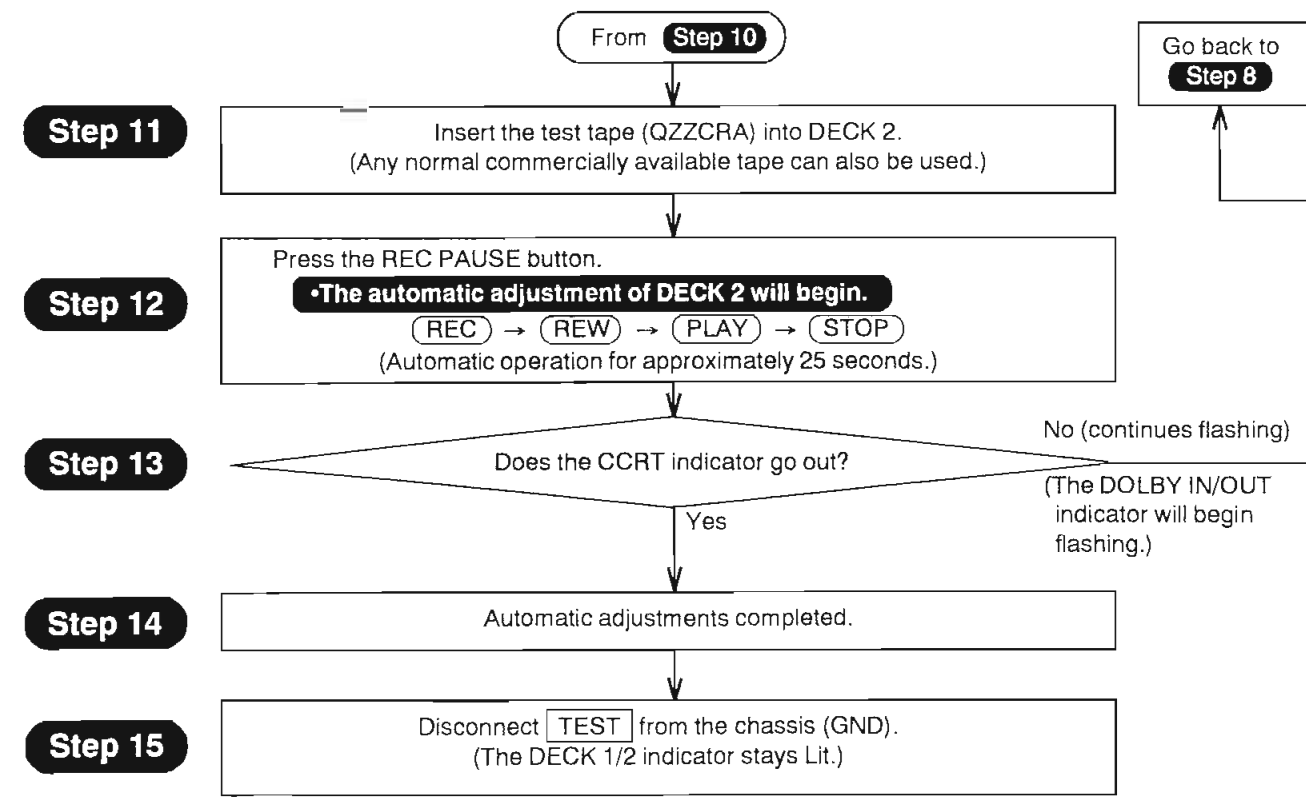 From Step 10
Go back to
Step 8
Step 11
Insert the test tape (QZZCRA) into DECK 2.
(Any normal commercially available tape can also be used.)
Step 12
Press the REC PAUSE button.
•The automatic adjustment of DECK 2 will begin.
REC → REW → PLAY → STOP
(Automatic operation for approximately 25 seconds.)
Step 13
Does the CCRT indicator go out?
No (continues flashing)
(The DOLBY IN/OUT
indicator will begin
flashing.)
Yes
Step 14
Automatic adjustments completed.
Step 15
Disconnect TEST from the chassis (GND).
(The DECK 1/2 indicator stays Lit.)